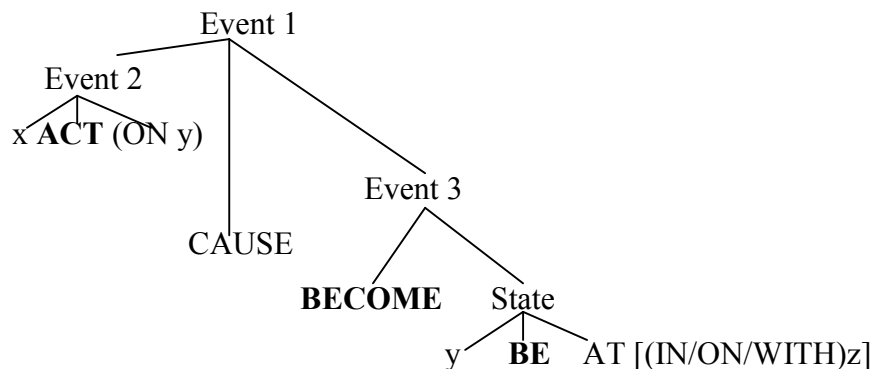 Event 1
Event 2
x ACT (ON y)
Event 3
CAUSE
BECOME State
y BE AT [(IN/ON/WITH)z]